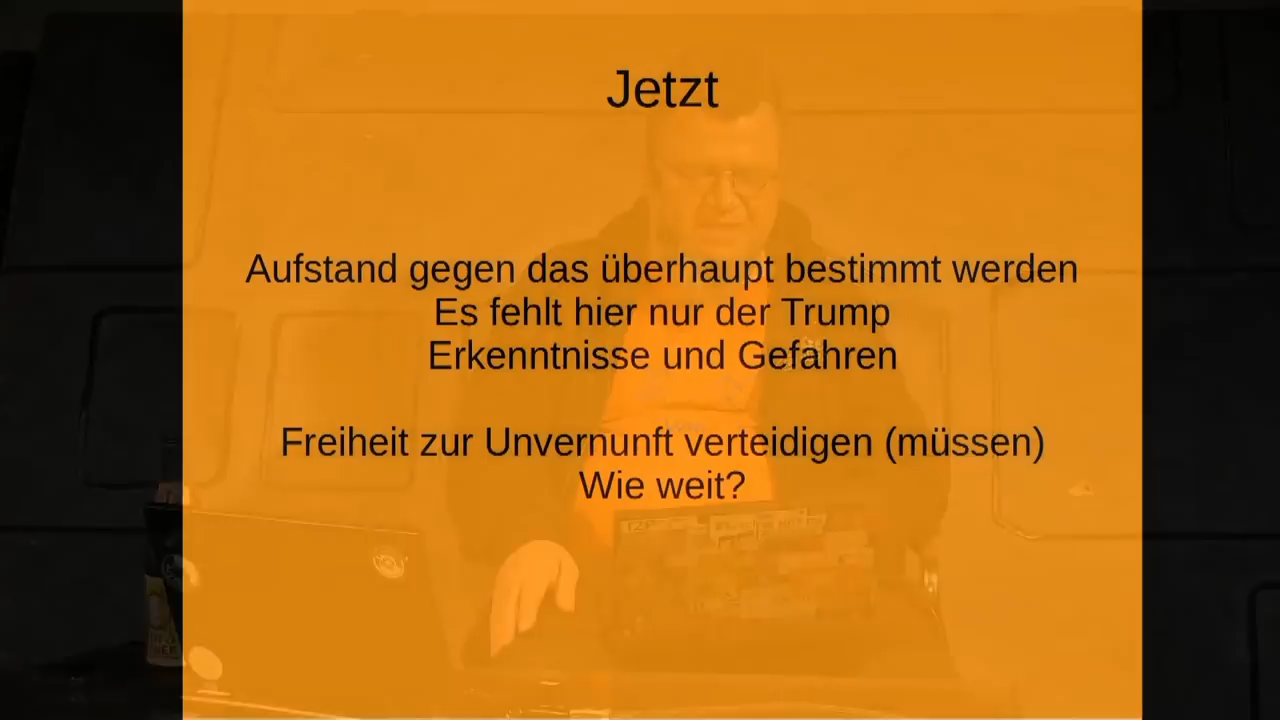 Jetzt
Aufstand gegen das überhaupt bestimmt werden
Es fehlt hier nur der Trump
Erkenntnisse und Gefahren
Freiheit zur Unvernunft verteidigen (müssen)
Wie weit?